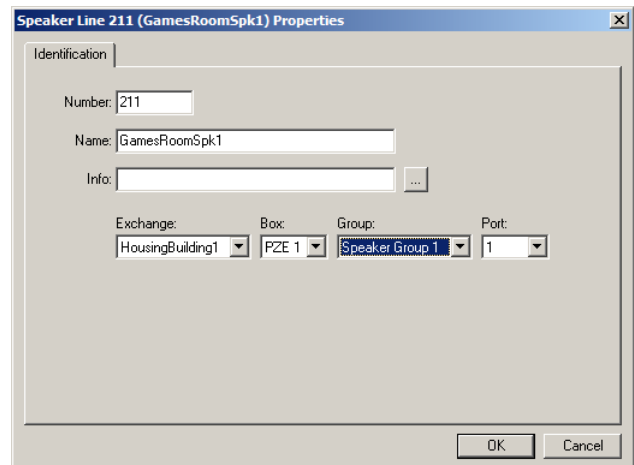 Speaker Line 211 (GamesRoomSpk1) Properties
Identification
Number: 211
Name: GamesRoomSpk1
Info:
...
Exchange: Box: Group: Port:
HousingBuilding1 PZE 1 Speaker Group 1 1
OK Cancel